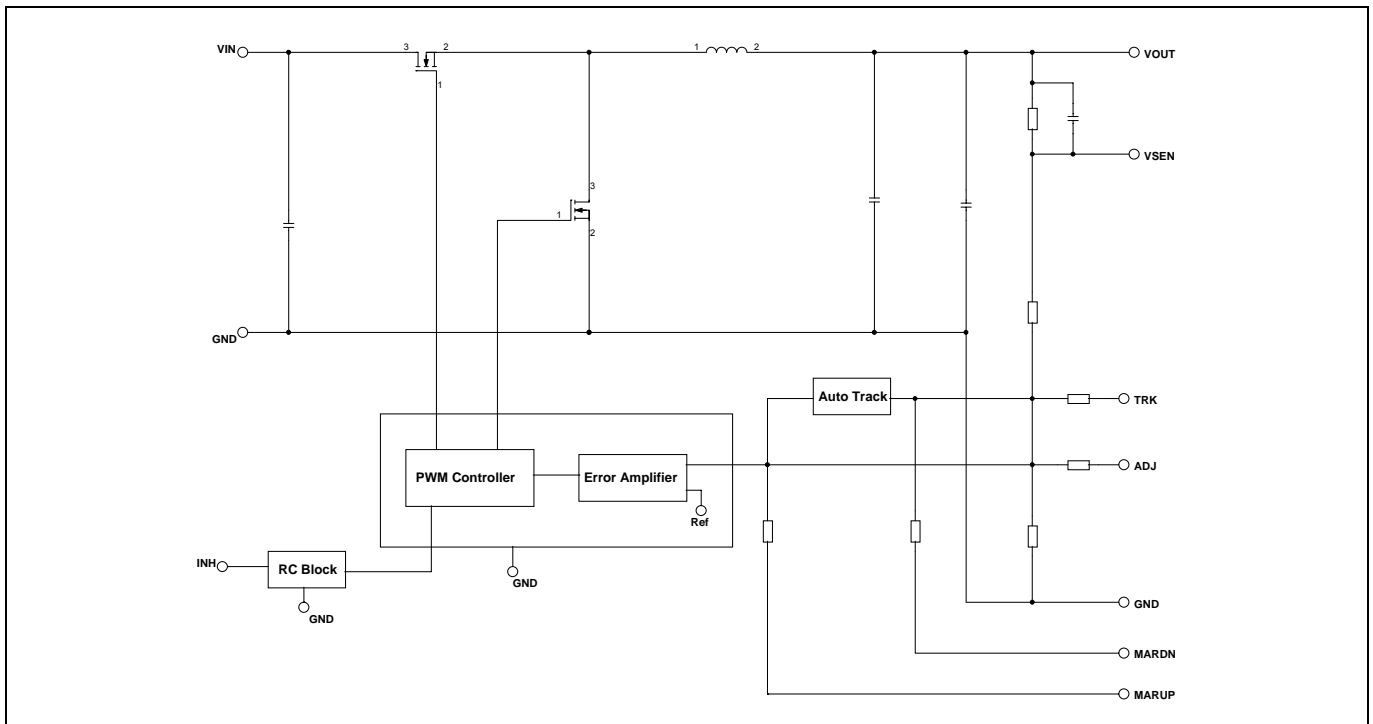 VIN
3 2
1
1 2
VOUT
VSEN
3
1
2
GND
Auto Track
TRK
PWM Controller
Error Amplifier
ADJ
Ref
INH
RC Block
GND
GND
GND
MARDN
MARUP